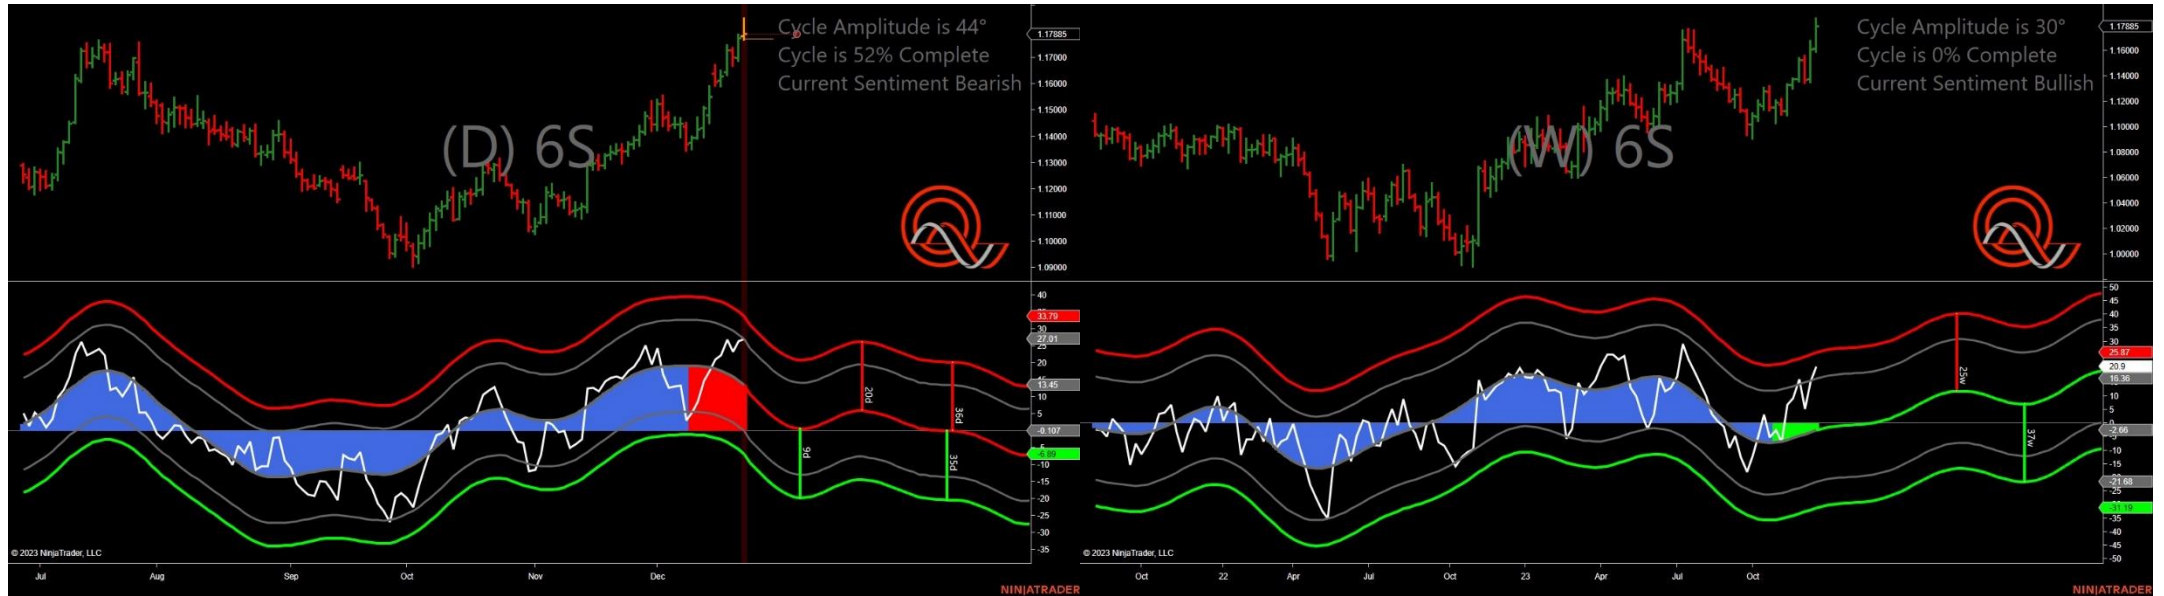 Cycle Amplitude is 44°
Cycle is 52% Complete
Current Sentiment Bearish
(D) 6S
1.17885
1.17000
1.15000
1.14000
1.13000
1.12000
1.11000
1.10000
1.09000
40
33.79
30
27.01
25
20
15
13.45
10
5
-0.107
-6.89
-10
-15
-20
-25
-30
-35
9d
20d
35d
36d
© 2023 NinjaTrader, LLC
Jul Aug Sep Oct Nov Dec
NINJATRADER
Cycle Amplitude is 30°
Cycle is 0% Complete
Current Sentiment Bullish
(W) 6S
1.17885
1.16000
1.14000
1.12000
1.10000
1.08000
1.06000
1.04000
1.02000
1.00000
50
45
40
35
30
25.87
20.9
16.36
10
5
0
-2.66
-5
-10
-15
-21.68
-25
-31.19
-35
-40
-45
-50
25w
37w
© 2023 NinjaTrader, LLC
Oct 22 Apr Jul Oct 23 Apr Jul Oct
NINJATRADER